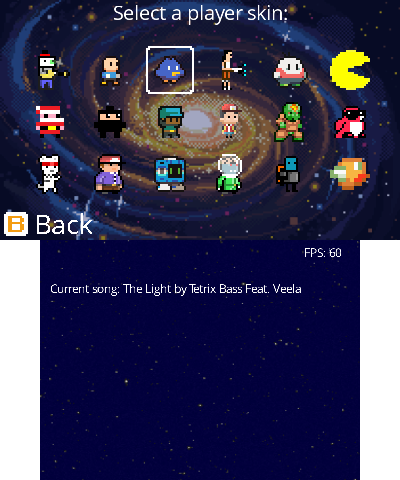 Select a player skin:
B Back
FPS: 60
Current song: The Light by Tetrix Bass Feat. Veela